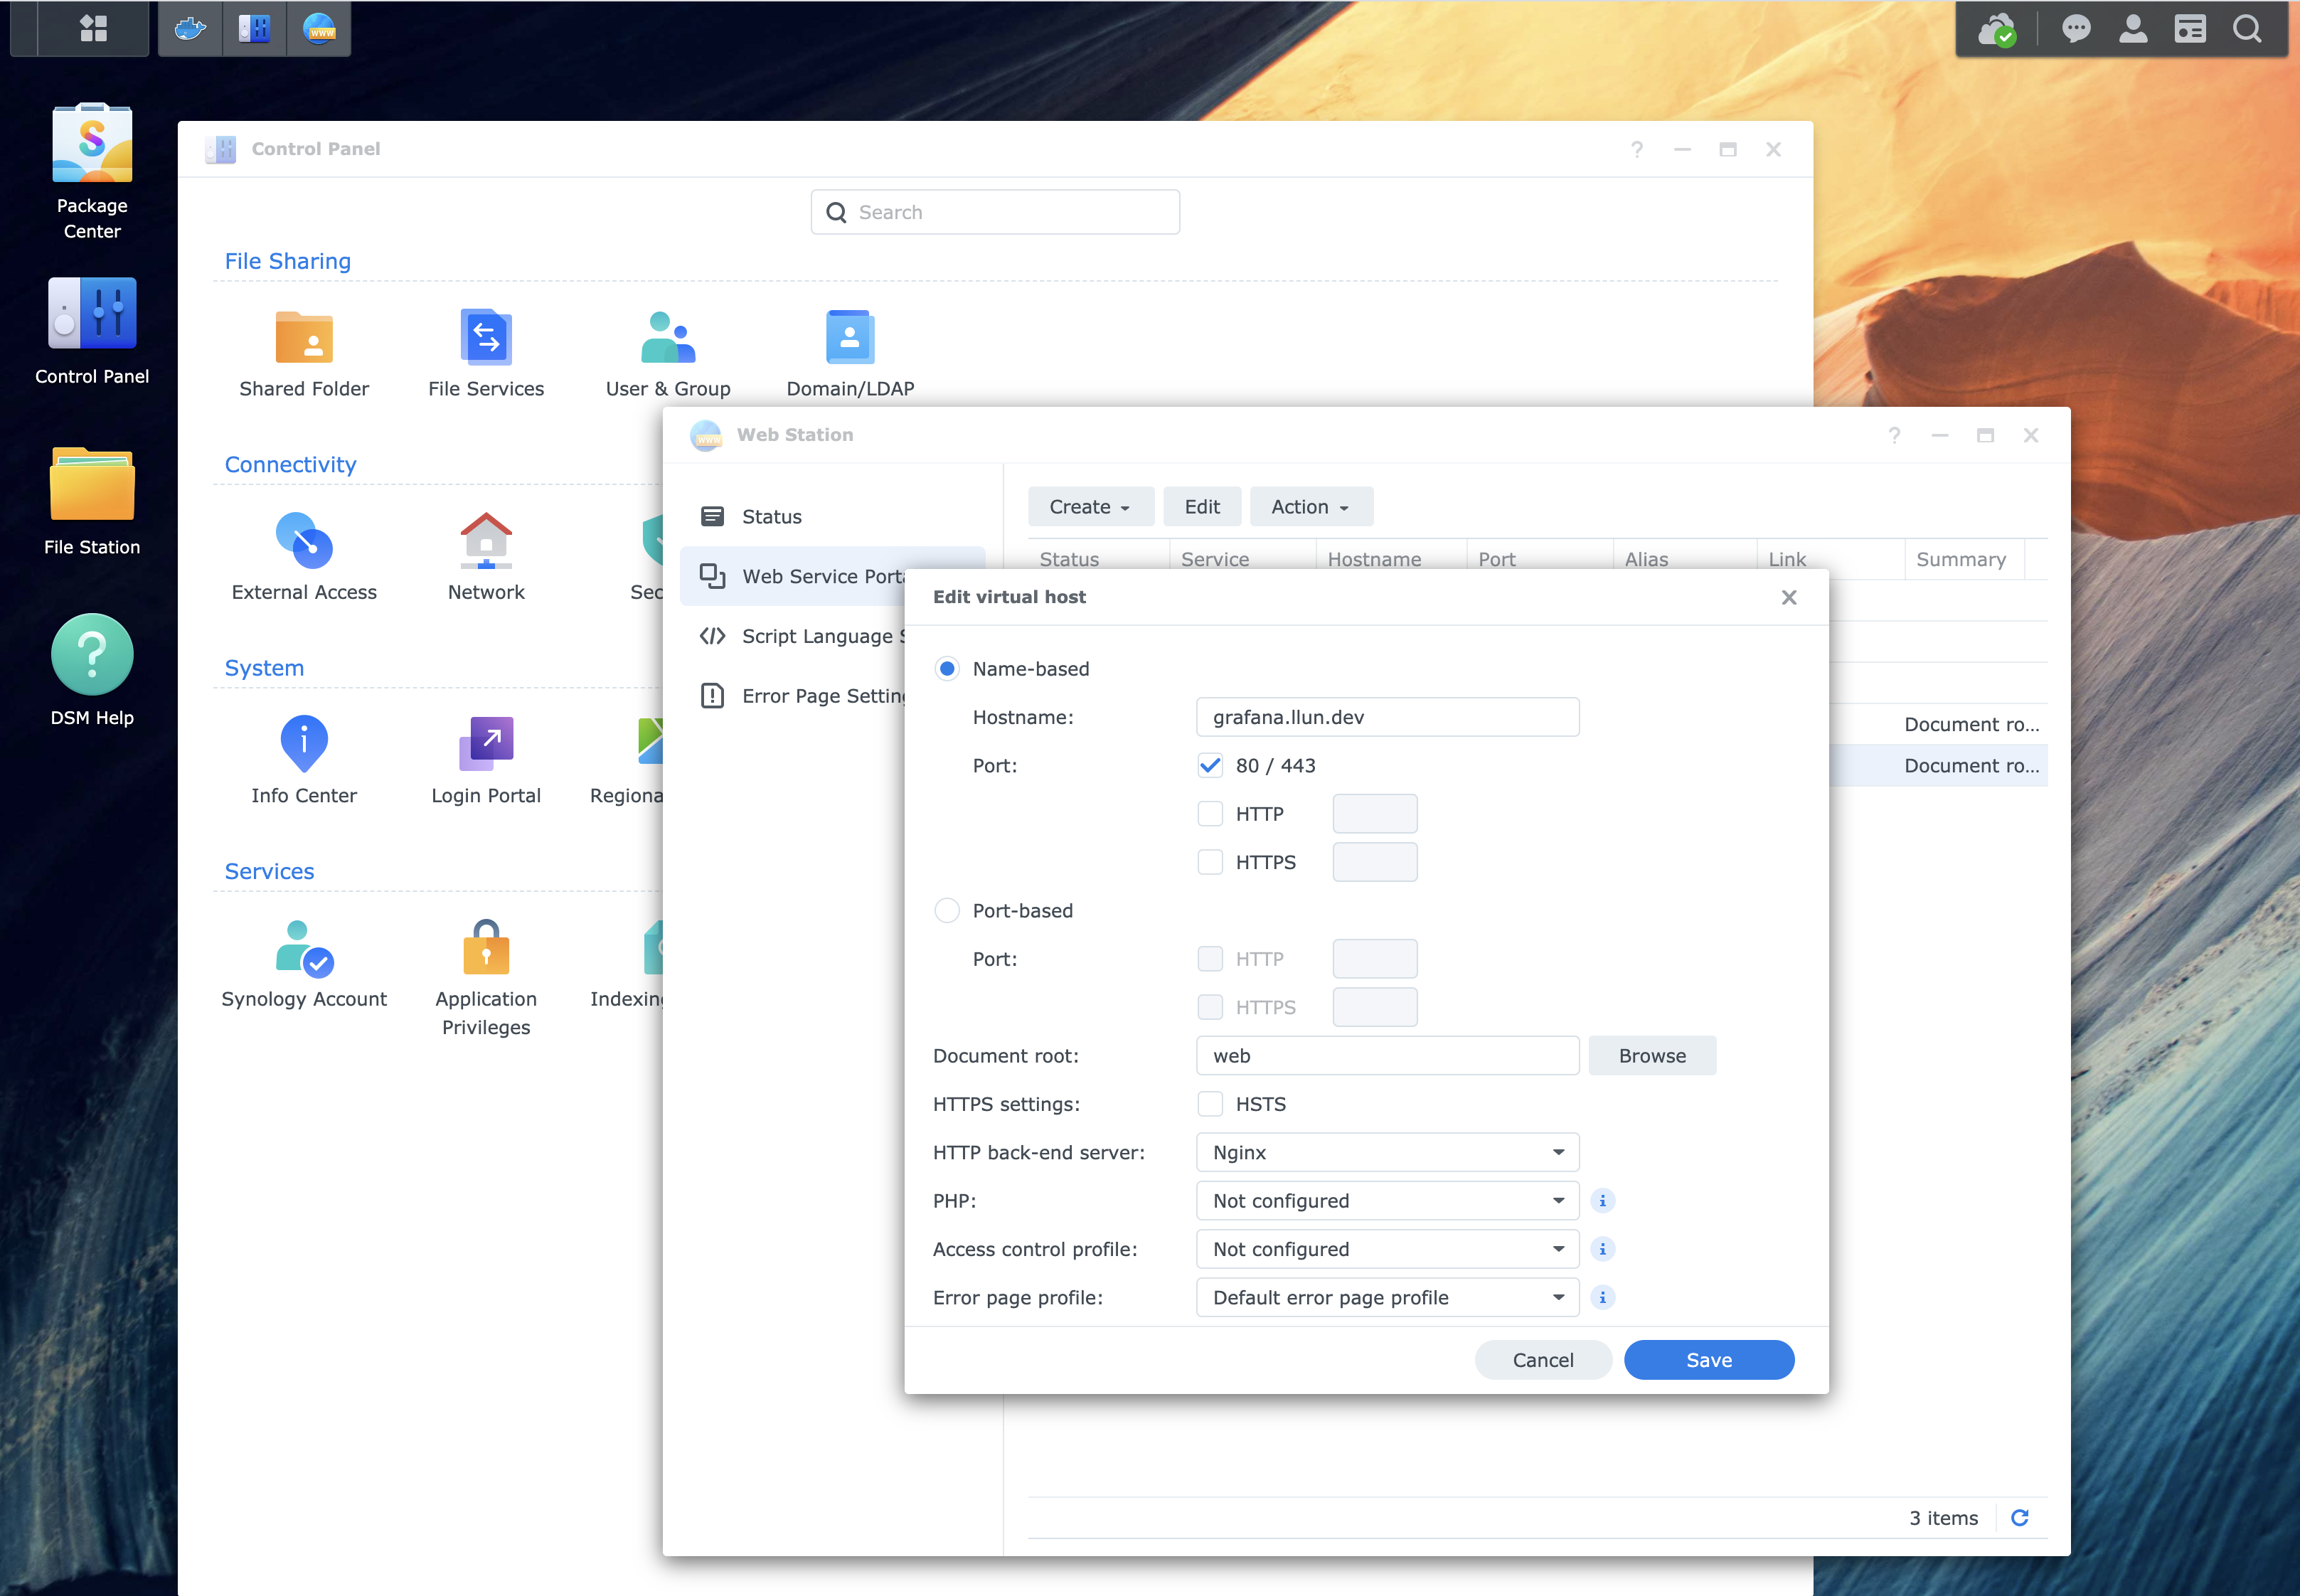 Package
Center
Control Panel
File Station
DSM Help
Control Panel
Search
File Sharing
Shared Folder
File Services
User & Group
Domain/LDAP
Connectivity
External Access
Network
Sec
System
Info Center
Login Portal
Regiona
Services
Synology Account
Application
Privileges
Indexing
Web Station
Status
Web Service Porta
Script Language S
Error Page Setting
Create
Edit
Action
Status
Service
Hostname
Port
Alias
Link
Summary
Document ro...
Document ro...
3 items
Edit virtual host
Name-based
Hostname:
grafana.llun.dev
Port:
80 / 443
HTTP
HTTPS
Port-based
Port:
HTTP
HTTPS
Document root:
web
Browse
HTTPS settings:
HSTS
HTTP back-end server:
Nginx
PHP:
Not configured
Access control profile:
Not configured
Error page profile:
Default error page profile
Cancel
Save